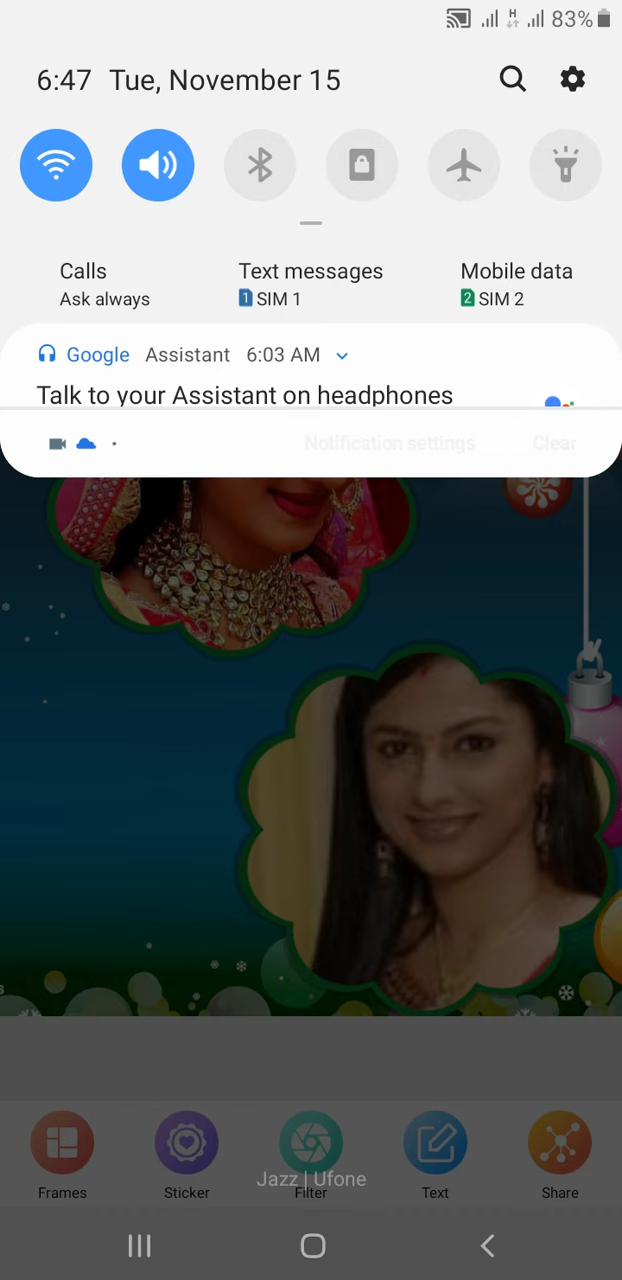 H 83%
6:47 Tue, November 15
Calls
Ask always
Text messages
1 SIM 1
Mobile data
2 SIM 2
Google Assistant 6:03 AM
Talk to your Assistant on headphones
Notification settings Clear
Jazz | Ufone
Frames Sticker Filter Text Share